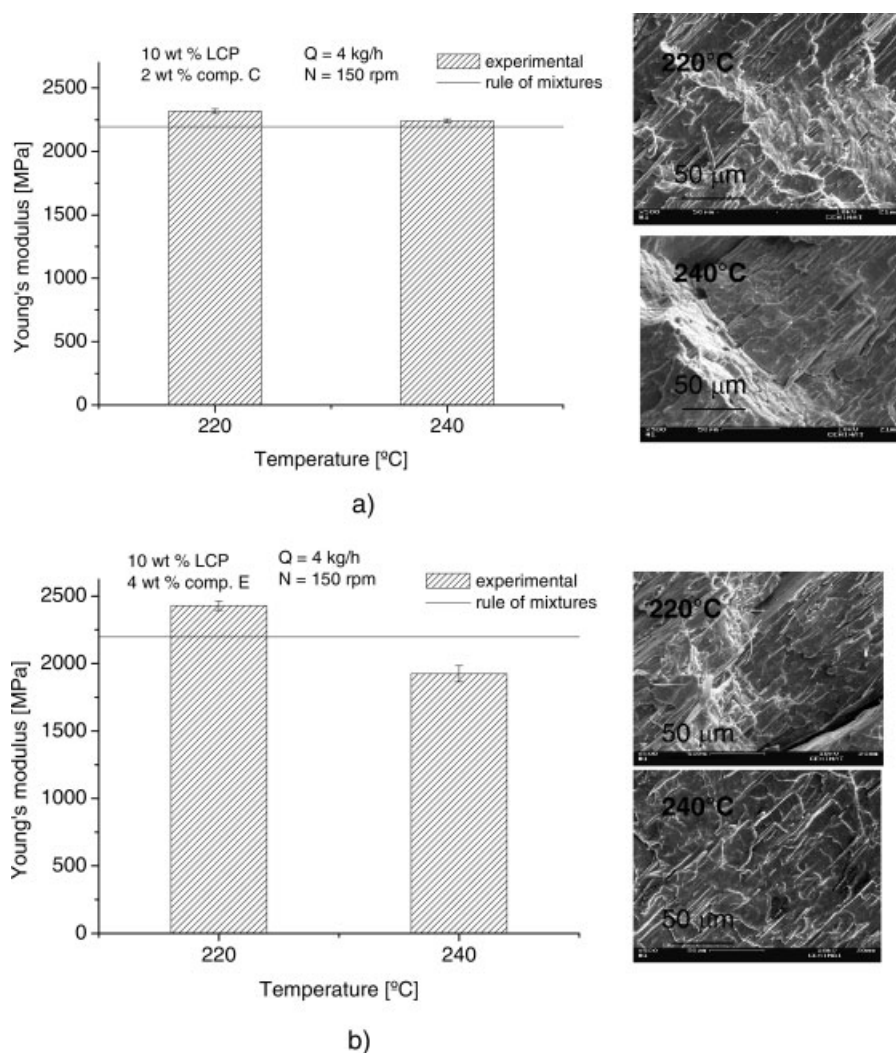 10 wt % LCP
2 wt % comp. C
Q = 4 kg/h
N = 150 rpm
experimental
rule of mixtures
2500
2000
1500
1000
500
0
Young's modulus [MPa]
220
240
Temperature [ºC]
220°C
50 µm
240°C
50 µm
a)
10 wt % LCP
4 wt % comp. E
Q = 4 kg/h
N = 150 rpm
experimental
rule of mixtures
2500
2000
1500
1000
500
0
Young's modulus [MPa]
220
240
Temperature [ºC]
220°C
50 µm
240°C
50 µm
b)